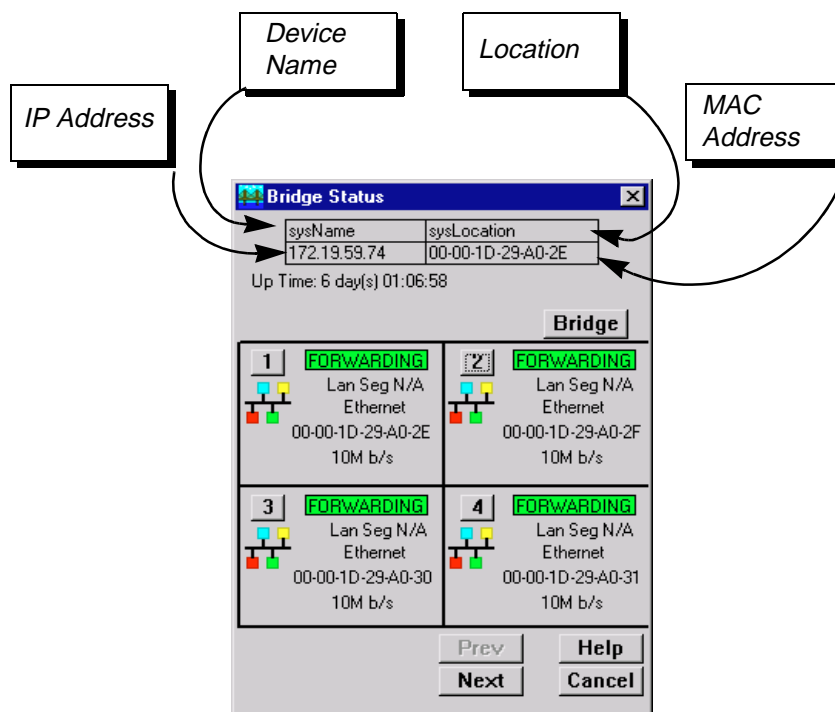 Device
Name
Location
IP Address
MAC
Address
Bridge Status
sysName sysLocation
172.19.59.74 00-00-1D-29-A0-2E
Up Time: 6 day(s) 01:06:58
Bridge
1 FORWARDING
Lan Seg N/A
Ethernet
00-00-1D-29-A0-2E
10M b/s
2 FORWARDING
Lan Seg N/A
Ethernet
00-00-1D-29-A0-2F
10M b/s
3 FORWARDING
Lan Seg N/A
Ethernet
00-00-1D-29-A0-30
10M b/s
4 FORWARDING
Lan Seg N/A
Ethernet
00-00-1D-29-A0-31
10M b/s
Prev Help
Next Cancel